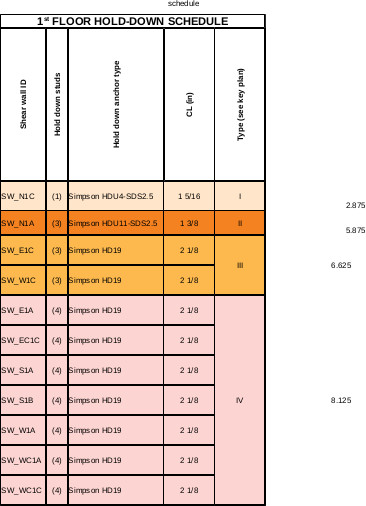 schedule
1st FLOOR HOLD-DOWN SCHEDULE
Shear wall ID Hold down studs Hold down anchor type CL (in) Type (see key plan)
SW_N1C (1) Simpson HDU4-SDS2.5 1 5/16 I 2.875
SW_N1A (3) Simpson HDU11-SDS2.5 1 3/8 II 5.875
SW_E1C (3) Simpson HD19 2 1/8
III 6.625
SW_W1C (3) Simpson HD19 2 1/8
SW_E1A (4) Simpson HD19 2 1/8
SW_EC1C (4) Simpson HD19 2 1/8
SW_S1A (4) Simpson HD19 2 1/8
SW_S1B (4) Simpson HD19 2 1/8 IV 8.125
SW_W1A (4) Simpson HD19 2 1/8
SW_WC1A (4) Simpson HD19 2 1/8
SW_WC1C (4) Simpson HD19 2 1/8